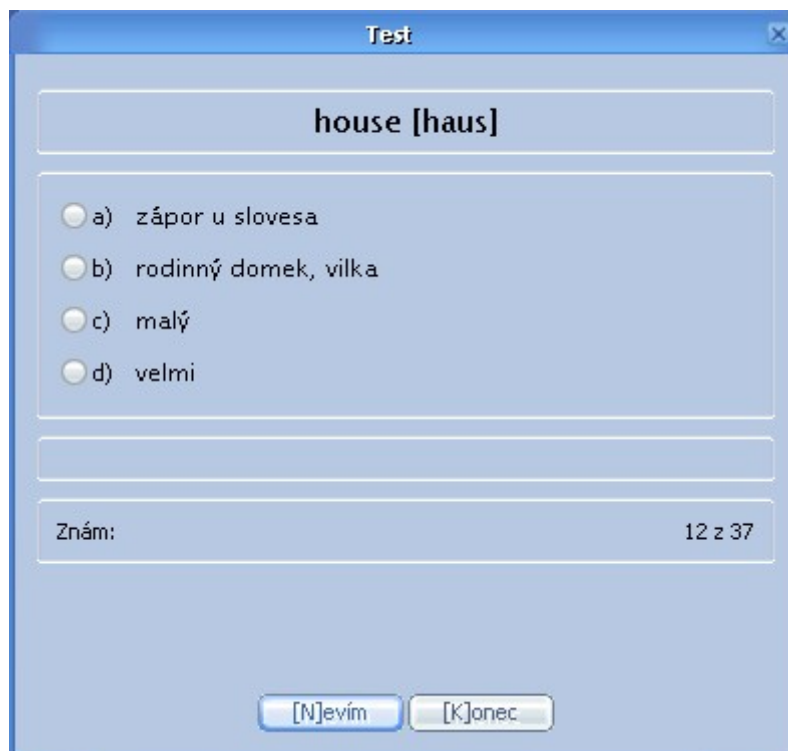 Test
house [haus]
a) zápor u slovesa
b) rodinný domek, vilka
c) malý
d) velmi
Znám: 12 z 37
[N]evím [K]onec